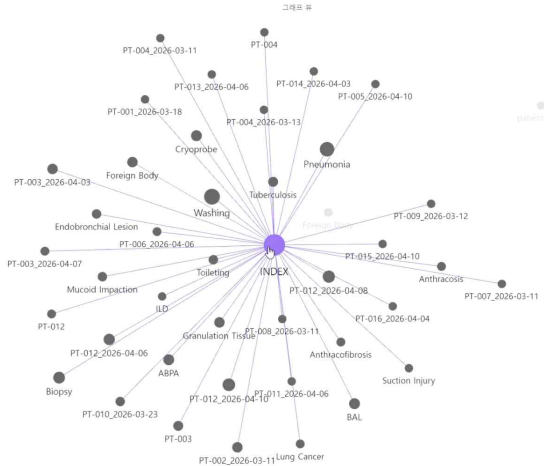 그래프 뷰
PT-004
PT-004_2026-03-11
PT-013_2026-04-06
PT-014_2026-04-03
PT-005_2026-04-10
PT-001_2026-03-18
PT-004_2026-03-13
Cryoprobe
Pneumonia
Foreign Body
PT-003_2026-04-03
Tuberculosis
Washing
PT-009_2026-03-12
Endobronchial Lesion
Foreign Body
PT-006_2026-04-06
PT-015_2026-04-10
PT-003_2026-04-07
Toileting
INDEX
Anthracosis
Mucoid Impaction
PT-012_2026-04-08
PT-007_2026-03-11
ILD
PT-016_2026-04-04
PT-012
Granulation Tissue
PT-008_2026-03-11
PT-012_2026-04-06
Anthracofibrosis
ABPA
Suction Injury
Biopsy
PT-012_2026-04-10
PT-011_2026-04-06
PT-010_2026-03-23
BAL
PT-003
PT-002_2026-03-11
Lung Cancer